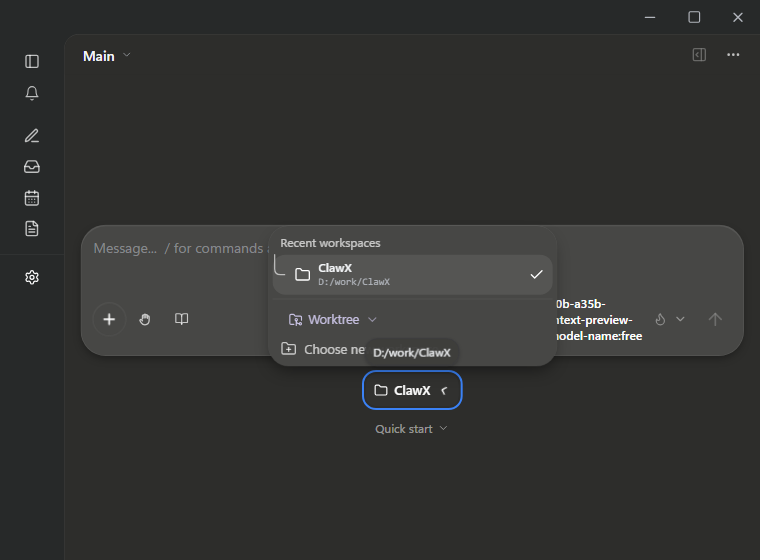 Main
Message... / for commands
Recent workspaces
ClawX
D:/work/ClawX
Worktree
0b-a35b-
text-preview-
model-name:free
Choose ne
D:/work/ClawX
ClawX
Quick start